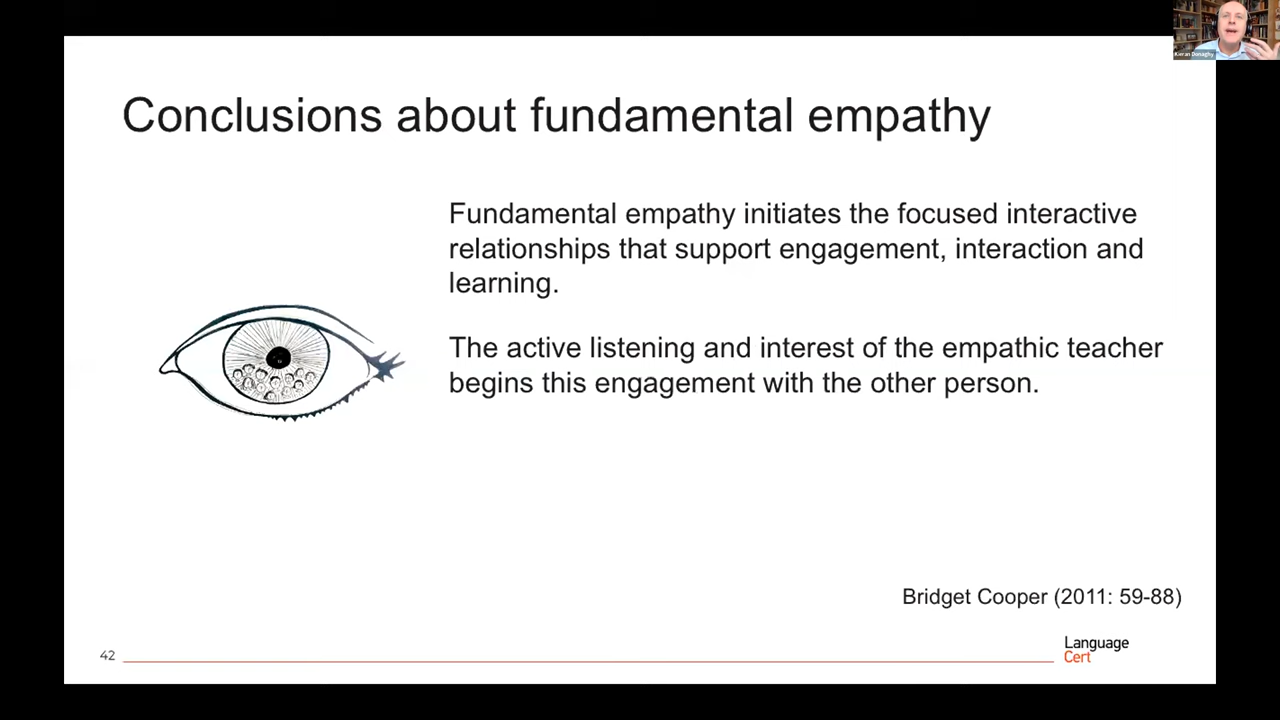 Kieran Donaghy
Conclusions about fundamental empathy
Fundamental empathy initiates the focused interactive
relationships that support engagement, interaction and
learning.
The active listening and interest of the empathic teacher
begins this engagement with the other person.
Bridget Cooper (2011: 59-88)
42
Language
Cert